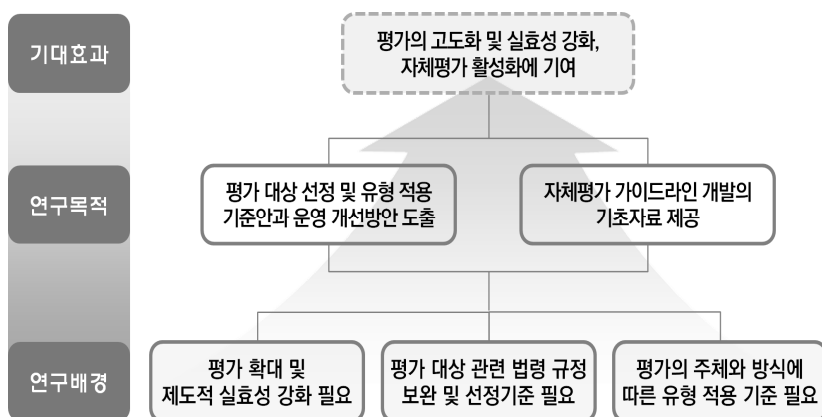 기대효과
평가의 고도화 및 실효성 강화,
자체평가 활성화에 기여
연구목적
평가 대상 선정 및 유형 적용
기준안과 운영 개선방안 도출
자체평가 가이드라인 개발의
기초자료 제공
연구배경
평가 확대 및
제도적 실효성 강화 필요
평가 대상 관련 법령 규정
보완 및 선정기준 필요
평가의 주체와 방식에
따른 유형 적용 기준 필요